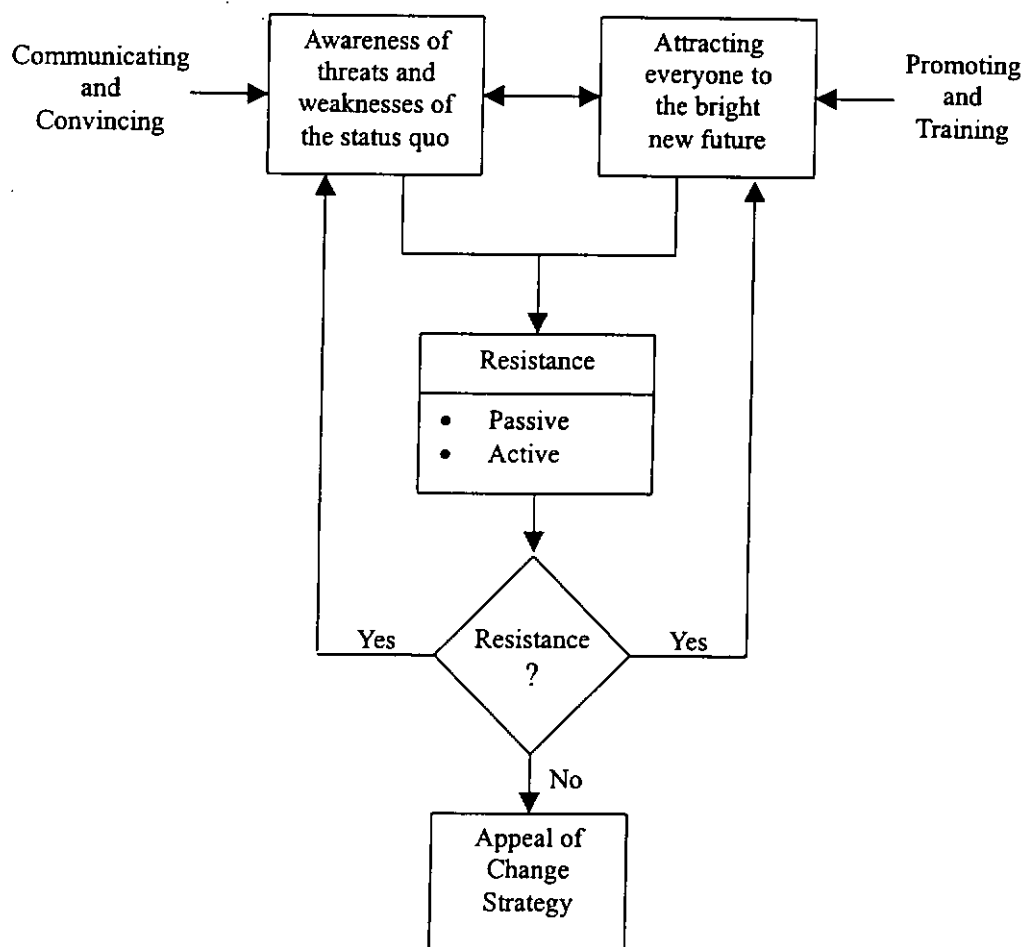 Communicating
and
Convincing
Awareness of
threats and
weaknesses of
the status quo
Attracting
everyone to
the bright
new future
Promoting
and
Training
Resistance
• Passive
• Active
Resistance
?
Yes
Yes
No
Appeal of
Change
Strategy